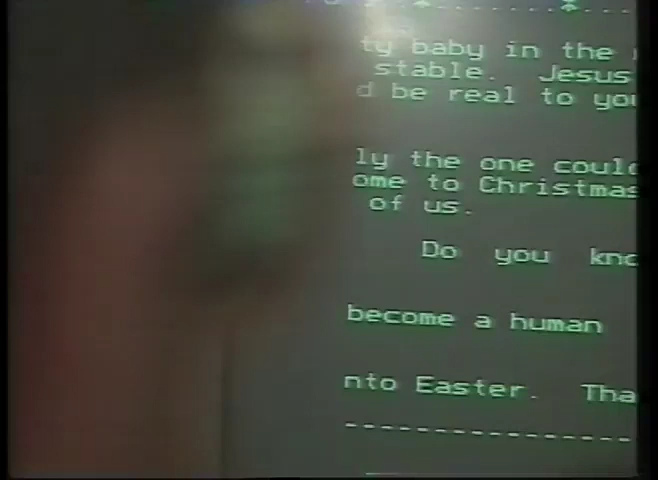 ty baby in the
stable. Jesus
d be real to you
ly the one could
ome to Christmas
of us.
Do you kno
become a human
nto Easter. Tha